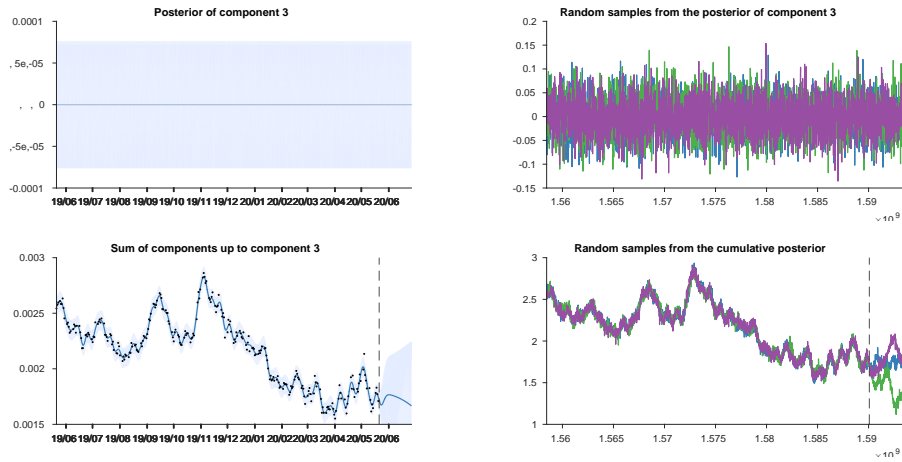 Posterior of component 3
0.0001
5e-05
0
-5e-05
-0.0001
19/06 19/07 19/08 19/09 19/10 19/11 19/12 20/01 20/02 20/03 20/04 20/05 20/06
Random samples from the posterior of component 3
0.2
0.15
0.1
0.05
0
-0.05
-0.1
-0.15
1.56 1.565 1.57 1.575 1.58 1.585 1.59
×10 9
Sum of components up to component 3
0.003
0.0025
0.002
0.0015
19/06 19/07 19/08 19/09 19/10 19/11 19/12 20/01 20/02 20/03 20/04 20/05 20/06
Random samples from the cumulative posterior
3
2.5
2
1.5
1
1.56 1.565 1.57 1.575 1.58 1.585 1.59
×10 9